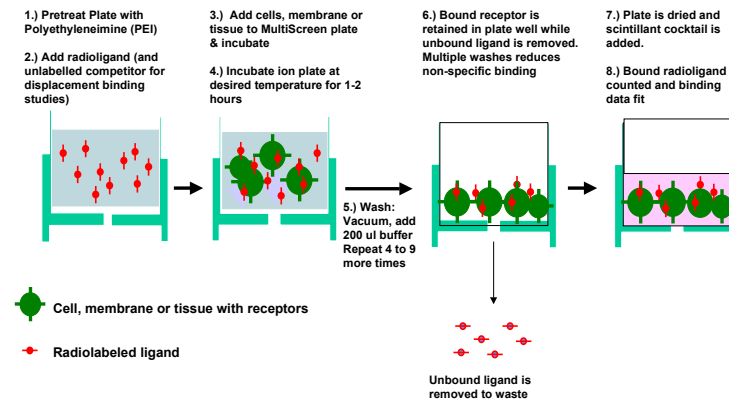 1.) Pretreat Plate with
Polyethyleneimine (PEI)
2.) Add radioligand (and
unlabelled competitor for
displacement binding
studies)
3.) Add cells, membrane or
tissue to MultiScreen plate
& incubate
4.) Incubate ion plate at
desired temperature for 1-2
hours
5.) Wash:
Vacuum, add
200 ul buffer
Repeat 4 to 9
more times
6.) Bound receptor is
retained in plate well while
unbound ligand is removed.
Multiple washes reduces
non-specific binding
7.) Plate is dried and
scintillant cocktail is
added.
8.) Bound radioligand
counted and binding
data fit
Cell, membrane or tissue with receptors
Radiolabeled ligand
Unbound ligand is
removed to waste